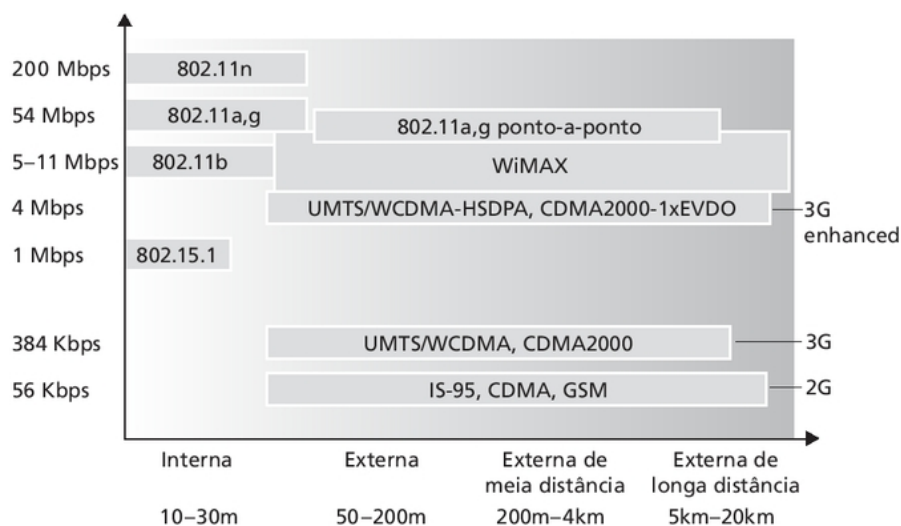 200 Mbps
802.11n
54 Mbps
802.11a,g
802.11a,g ponto-a-ponto
5–11 Mbps
802.11b
WiMAX
4 Mbps
UMTS/WCDMA-HSDPA, CDMA2000-1xEVDO
3G
enhanced
1 Mbps
802.15.1
384 Kbps
UMTS/WCDMA, CDMA2000
3G
56 Kbps
IS-95, CDMA, GSM
2G
Interna
10–30m
Externa
50–200m
Externa de
meia distância
200m–4km
Externa de
longa distância
5km–20km